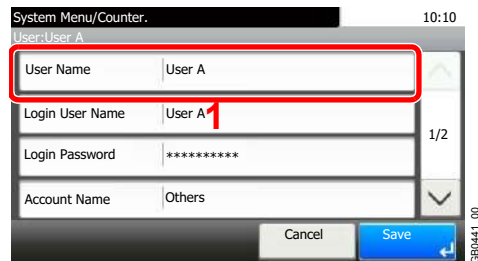 System Menu/Counter. 10:10
User:User A
User Name User A
Login User Name User A
1
1/2
Login Password **********
Account Name Others
Cancel Save
GB0441_00